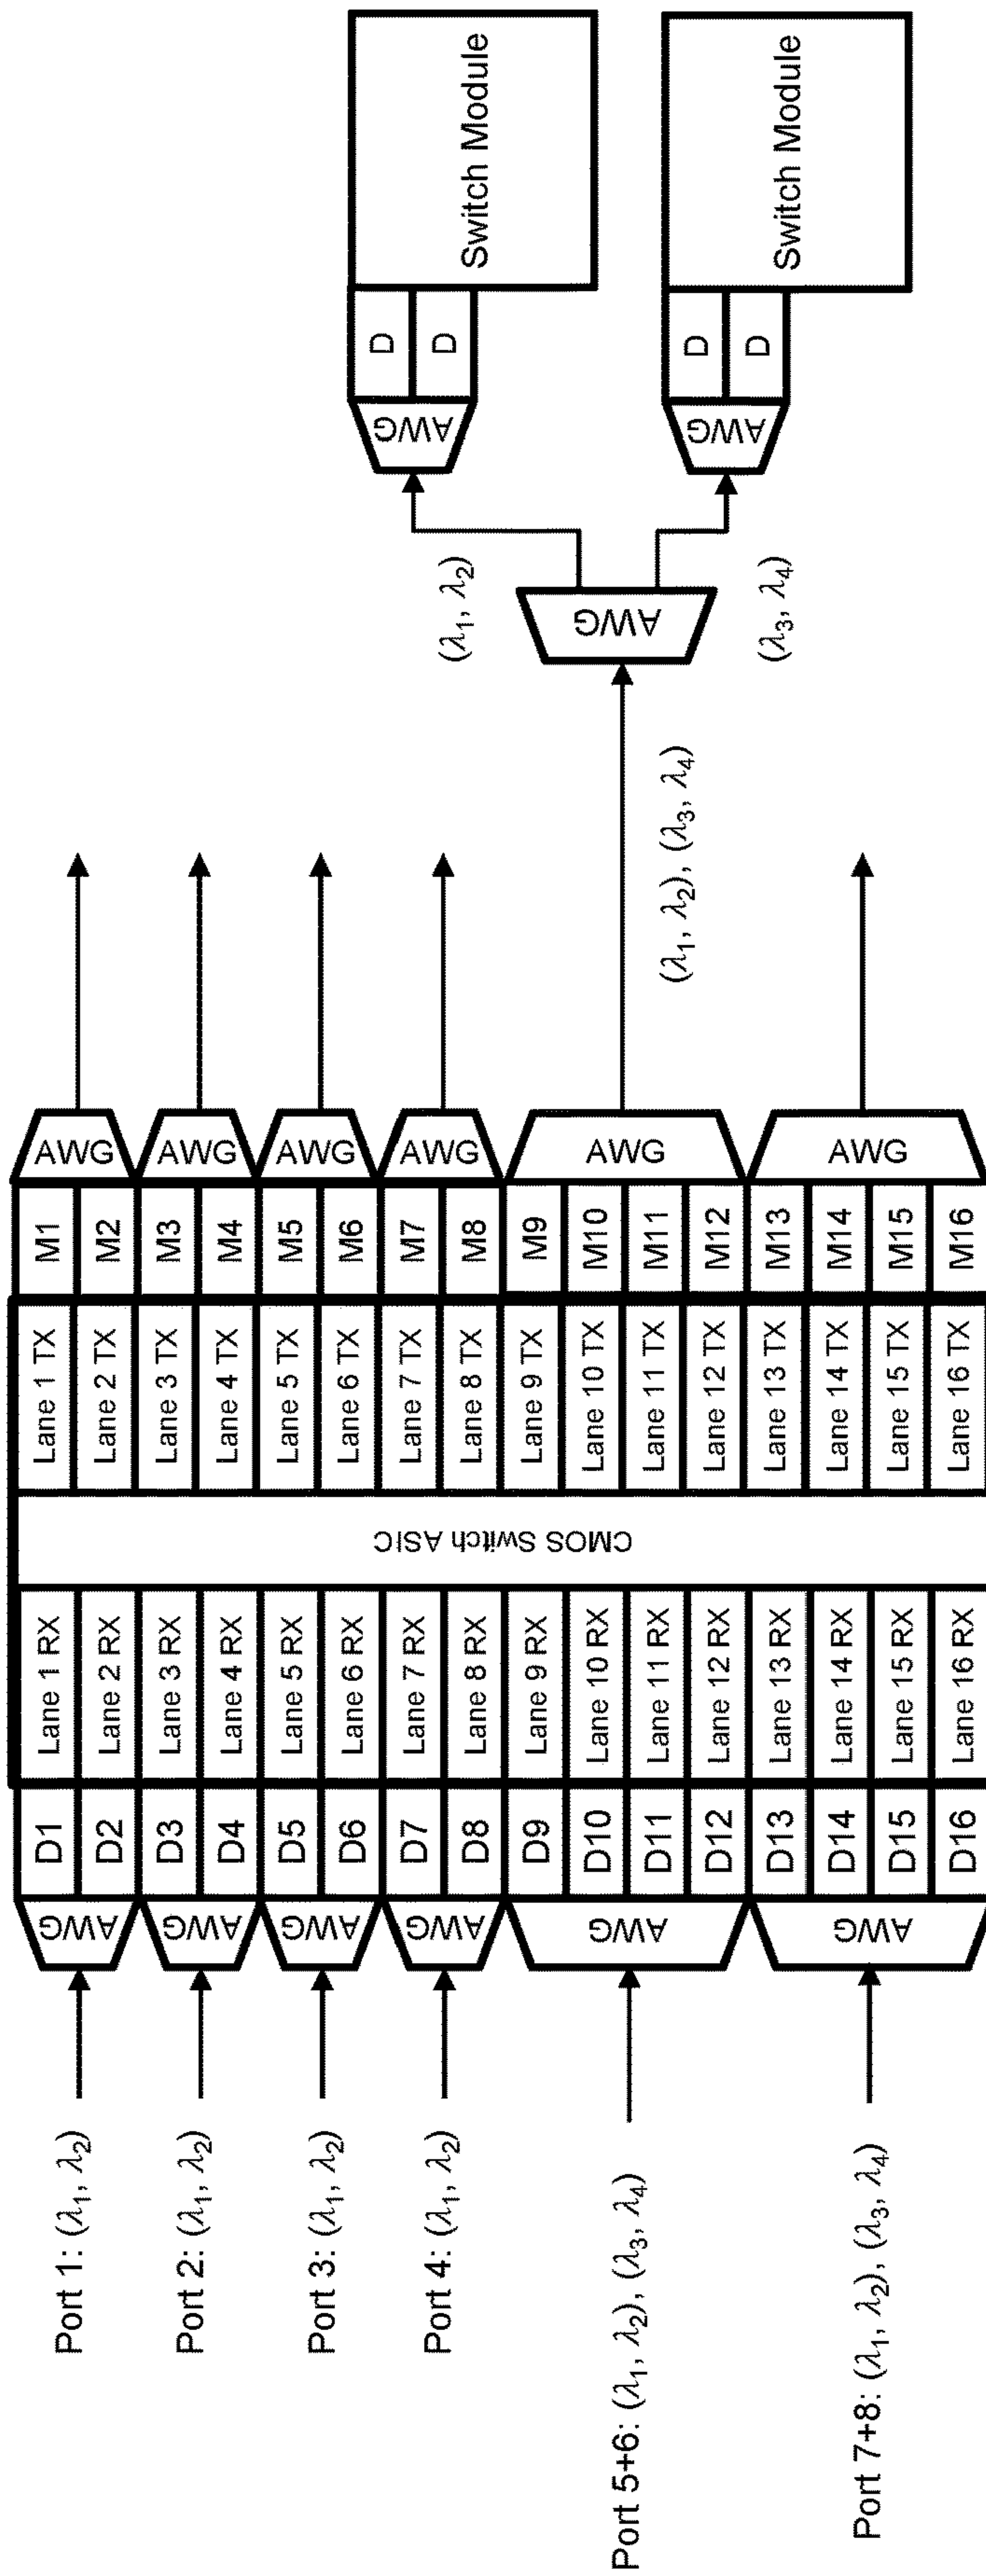 Port 1: (λ₁, λ₂)
Port 2: (λ₁, λ₂)
Port 3: (λ₁, λ₂)
Port 4: (λ₁, λ₂)
Port 5+6: (λ₁, λ₂), (λ₃, λ₄)
Port 7+8: (λ₁, λ₂), (λ₃, λ₄)
AWG
AWG
AWG
AWG
AWG
AWG
D1
D2
D3
D4
D5
D6
D7
D8
D9
D10
D11
D12
D13
D14
D15
D16
Lane 1 RX
Lane 2 RX
Lane 3 RX
Lane 4 RX
Lane 5 RX
Lane 6 RX
Lane 7 RX
Lane 8 RX
Lane 9 RX
Lane 10 RX
Lane 11 RX
Lane 12 RX
Lane 13 RX
Lane 14 RX
Lane 15 RX
Lane 16 RX
CMOS Switch ASIC
Lane 1 TX
Lane 2 TX
Lane 3 TX
Lane 4 TX
Lane 5 TX
Lane 6 TX
Lane 7 TX
Lane 8 TX
Lane 9 TX
Lane 10 TX
Lane 11 TX
Lane 12 TX
Lane 13 TX
Lane 14 TX
Lane 15 TX
Lane 16 TX
M1
M2
M3
M4
M5
M6
M7
M8
M9
M10
M11
M12
M13
M14
M15
M16
AWG
AWG
AWG
AWG
AWG
AWG
(λ₁, λ₂), (λ₃, λ₄)
AWG
(λ₁, λ₂)
(λ₃, λ₄)
AWG
D
D
Switch Module
AWG
D
D
Switch Module